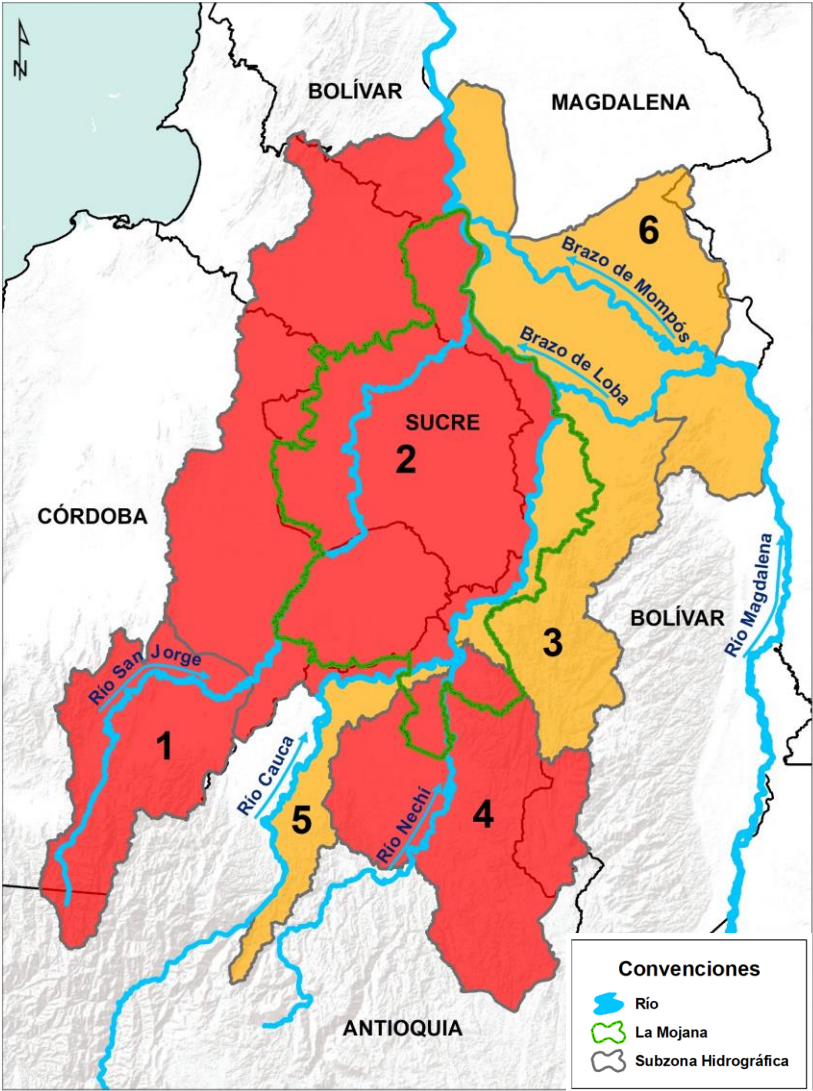 N
BOLÍVAR
MAGDALENA
6
Brazo de Mompós
Brazo de Loba
SUCRE
2
CÓRDOBA
Río Magdalena
BOLÍVAR
3
Río San Jorge
1
Río Cauca
5
Río Nechí
4
ANTIOQUIA
Convenciones
Río
La Mojana
Subzona Hidrográfica